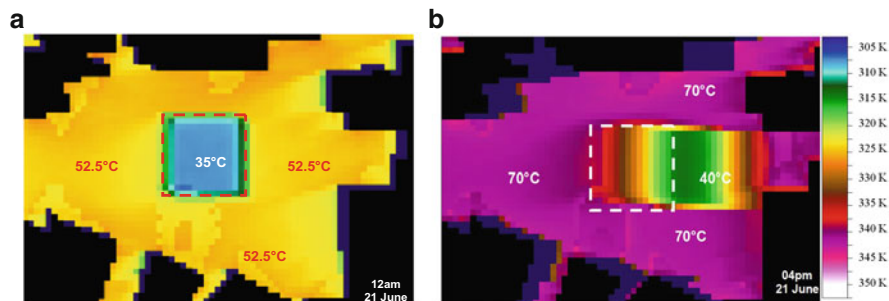 a
52.5°C
35°C
52.5°C
52.5°C
12am
21 June
b
70°C
70°C
40°C
70°C
04pm
21 June
305 K
310 K
315 K
320 K
325 K
330 K
335 K
340 K
345 K
350 K